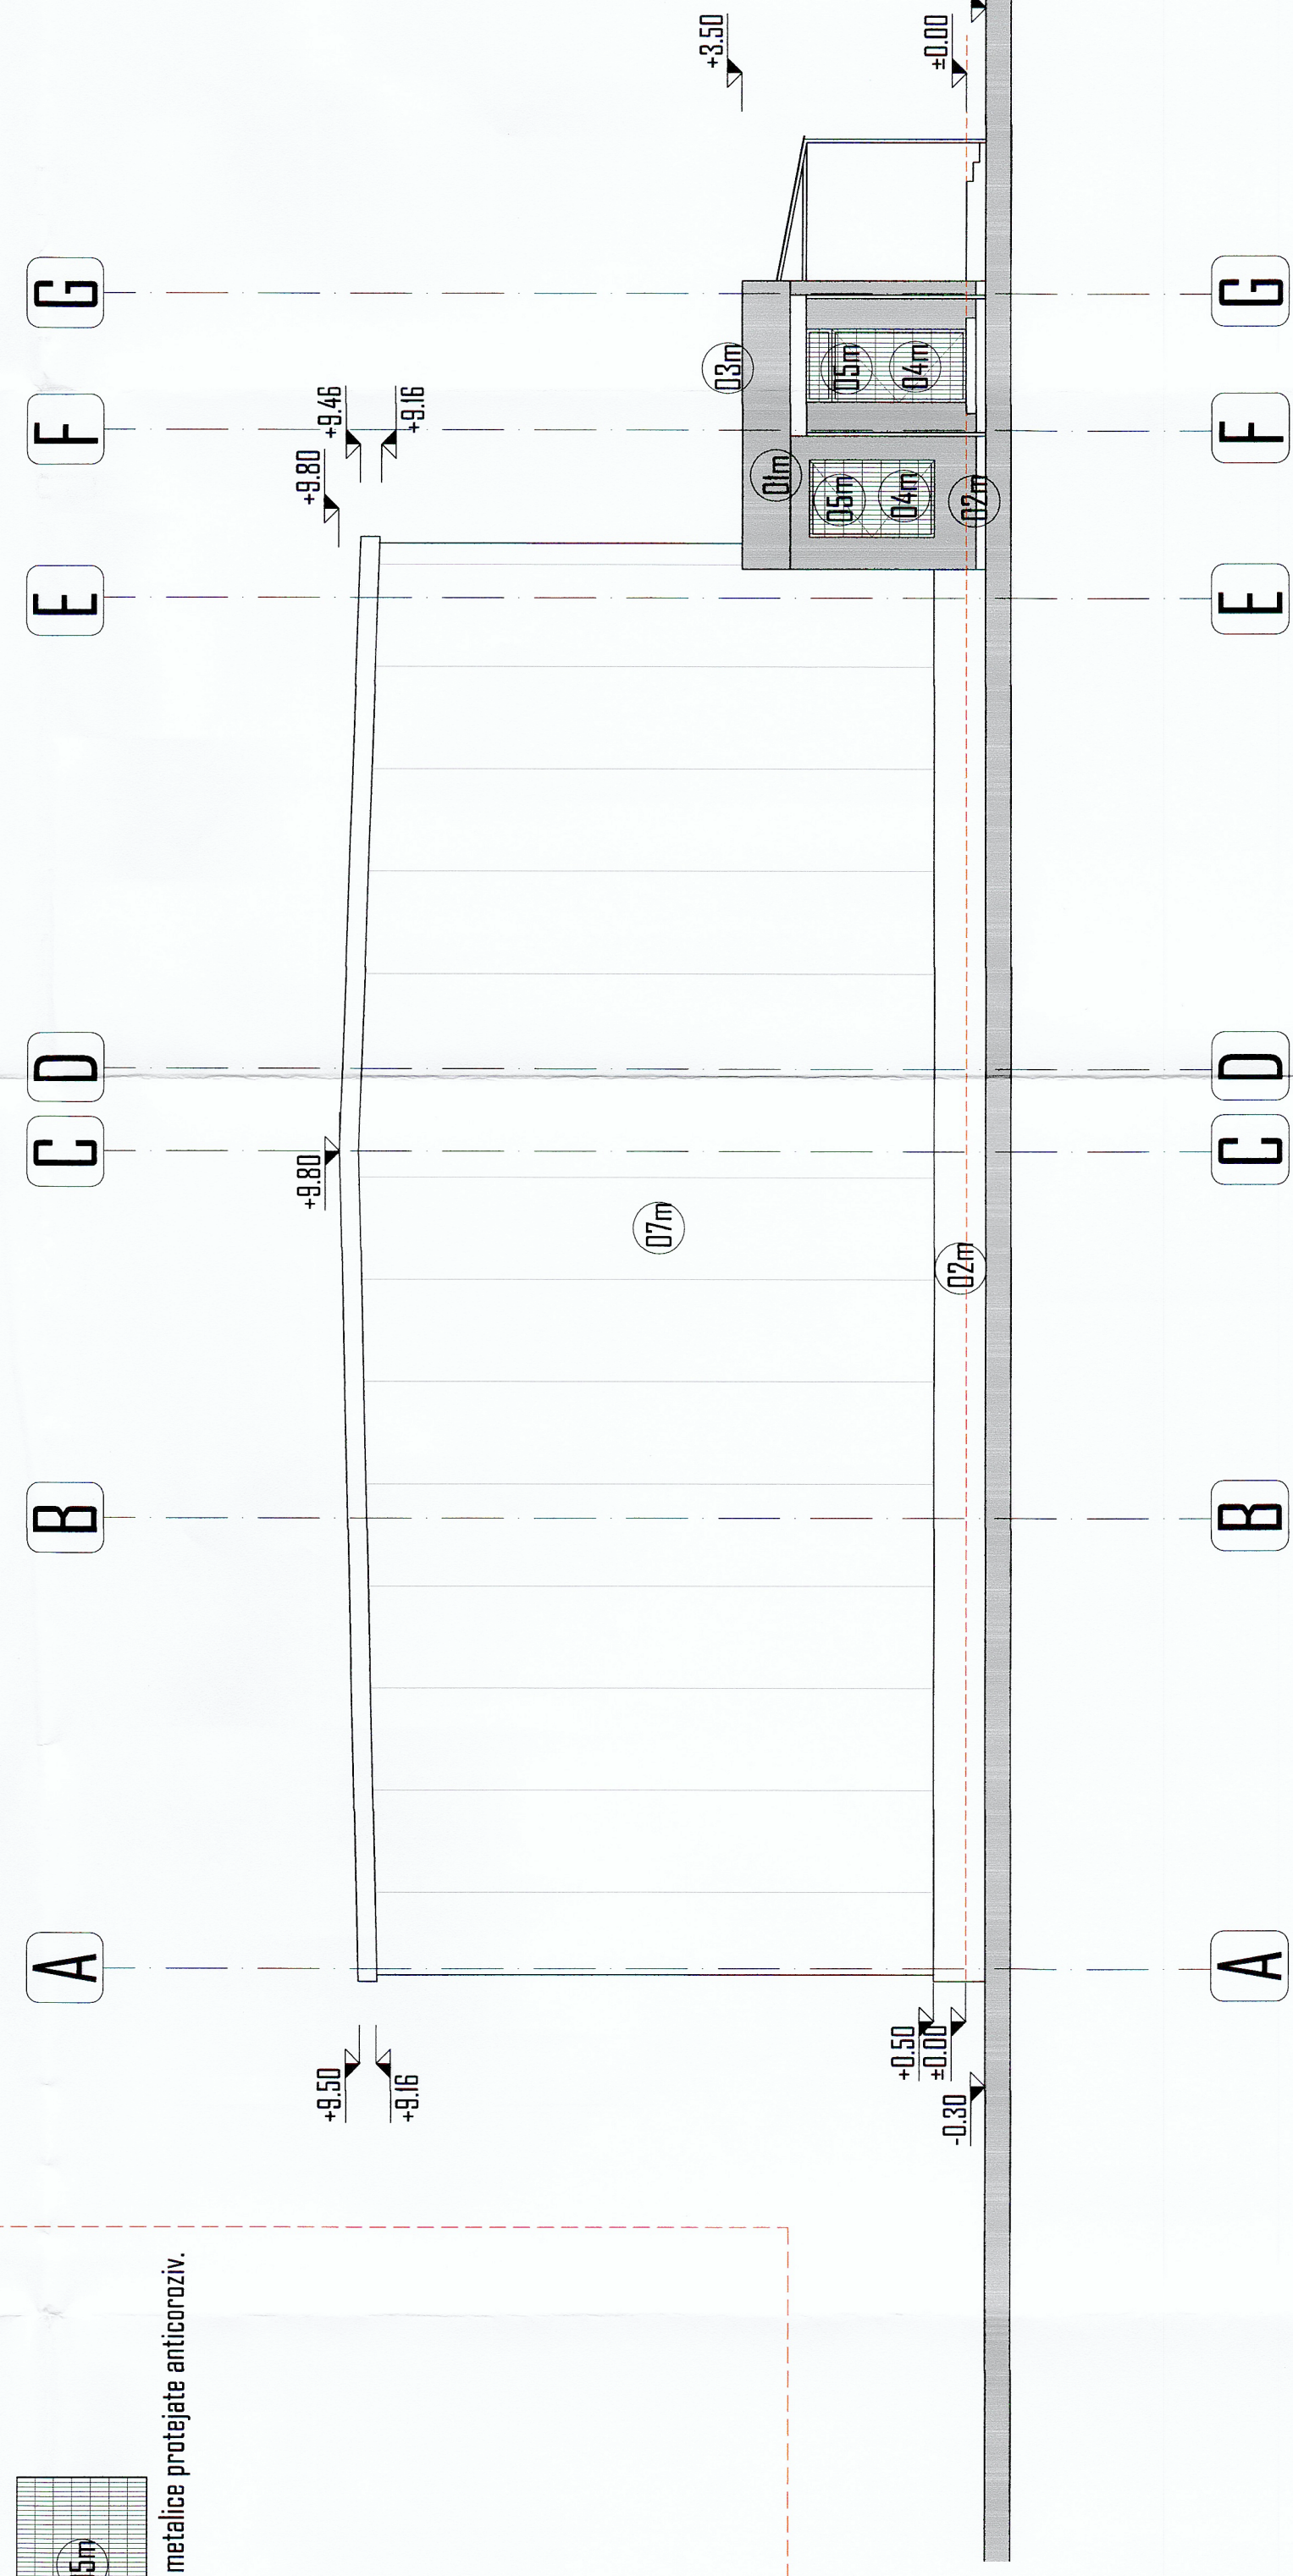 A B C D E F G
+9.80
+9.80
+9.46
+9.16
+9.50
+9.16
+3.50
±0.00
03m
01m
05m
04m
05m
04m
02m
07m
02m
+0.50
±0.00
-0.30
A B C D E F G
5m
metalice protejate anticoroziv.